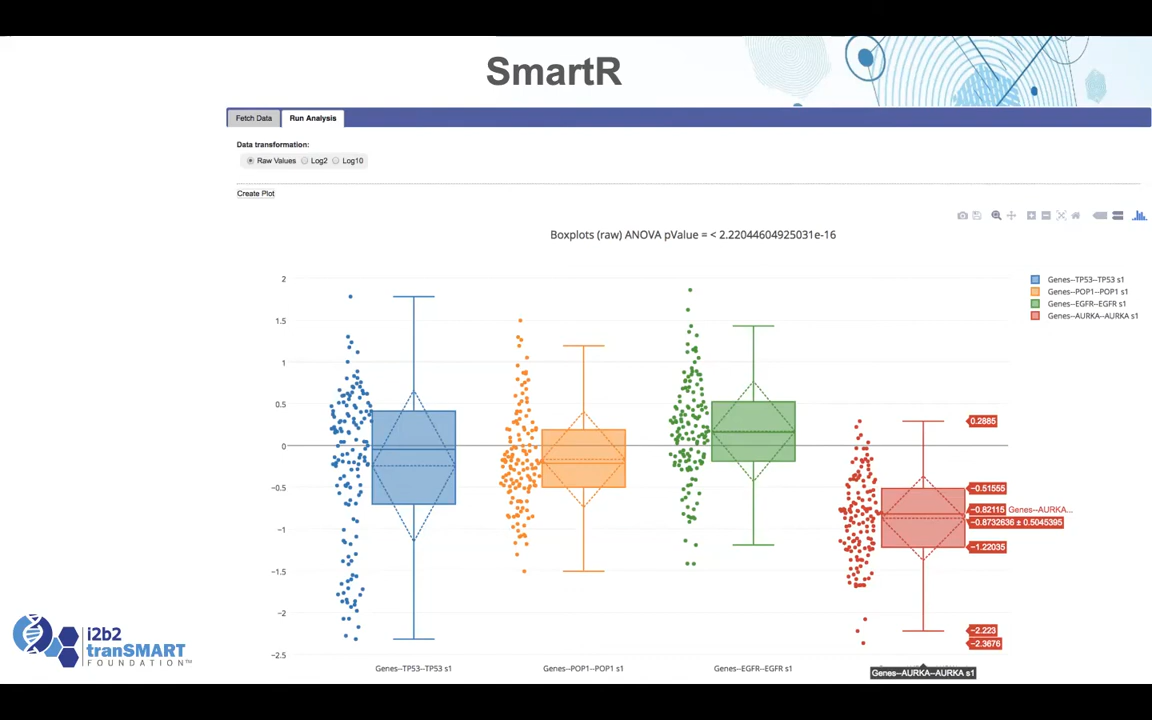 SmartR
Fetch Data
Run Analysis
Data transformation:
Raw Values
Log2
Log10
Create Plot
Boxplots (raw) ANOVA pValue = < 2.22044604925031e-16
Genes--TP53--TP53 s1
Genes--POP1--POP1 s1
Genes--EGFR--EGFR s1
Genes--AURKA--AURKA s1
2
1.5
1
0.5
0
−0.5
−1
−1.5
−2
−2.5
0.2885
−0.51555
−0.82115 Genes--AURKA...
−0.8732636 ± 0.5045395
−1.22035
−2.223
−2.3676
Genes--TP53--TP53 s1
Genes--POP1--POP1 s1
Genes--EGFR--EGFR s1
Genes--AURKA--AURKA s1
i2b2
tranSMART
FOUNDATION™